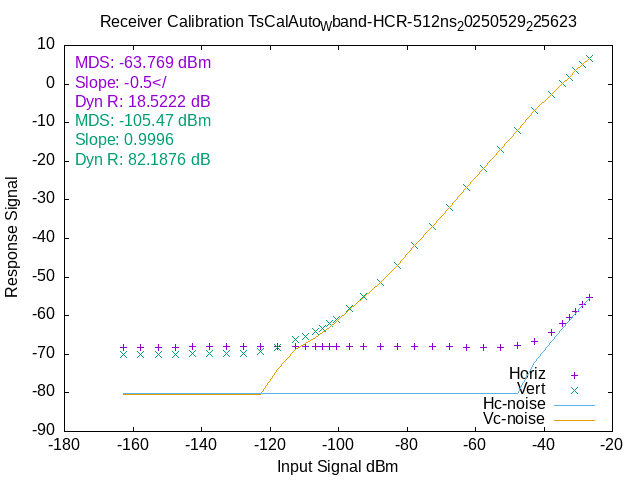 Receiver Calibration TsCalAuto_Wband-HCR-512ns_20250529_225623
MDS: -63.769 dBm
Slope: -0.5</
Dyn R: 18.5222 dB
MDS: -105.47 dBm
Slope: 0.9996
Dyn R: 82.1876 dB
10
0
-10
-20
-30
-40
-50
-60
-70
-80
-90
Response Signal
Horiz
Vert
Hc-noise
Vc-noise
-180 -160 -140 -120 -100 -80 -60 -40 -20
Input Signal dBm